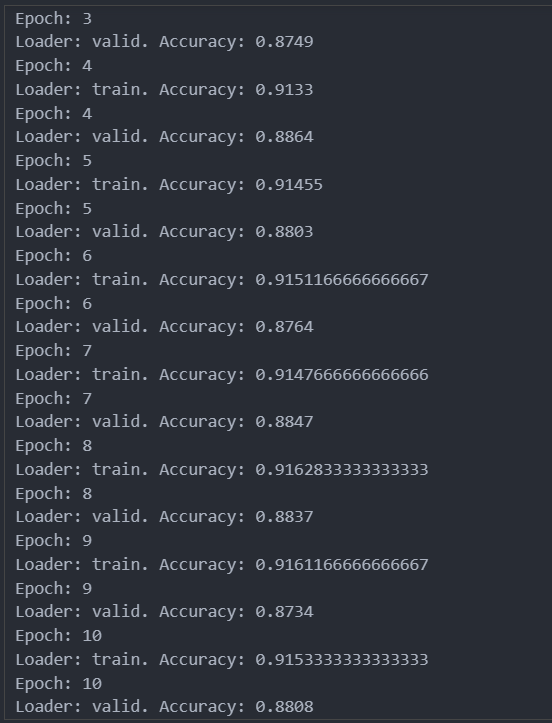 Epoch: 3
Loader: valid. Accuracy: 0.8749
Epoch: 4
Loader: train. Accuracy: 0.9133
Epoch: 4
Loader: valid. Accuracy: 0.8864
Epoch: 5
Loader: train. Accuracy: 0.91455
Epoch: 5
Loader: valid. Accuracy: 0.8803
Epoch: 6
Loader: train. Accuracy: 0.9151166666666667
Epoch: 6
Loader: valid. Accuracy: 0.8764
Epoch: 7
Loader: train. Accuracy: 0.9147666666666666
Epoch: 7
Loader: valid. Accuracy: 0.8847
Epoch: 8
Loader: train. Accuracy: 0.9162833333333333
Epoch: 8
Loader: valid. Accuracy: 0.8837
Epoch: 9
Loader: train. Accuracy: 0.9161166666666667
Epoch: 9
Loader: valid. Accuracy: 0.8734
Epoch: 10
Loader: train. Accuracy: 0.9153333333333333
Epoch: 10
Loader: valid. Accuracy: 0.8808